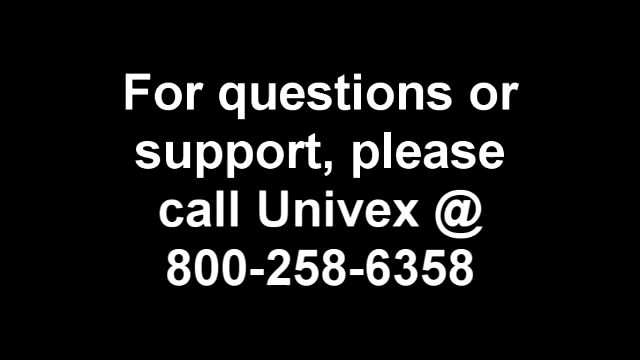 For questions or
support, please
call Univex @
800-258-6358